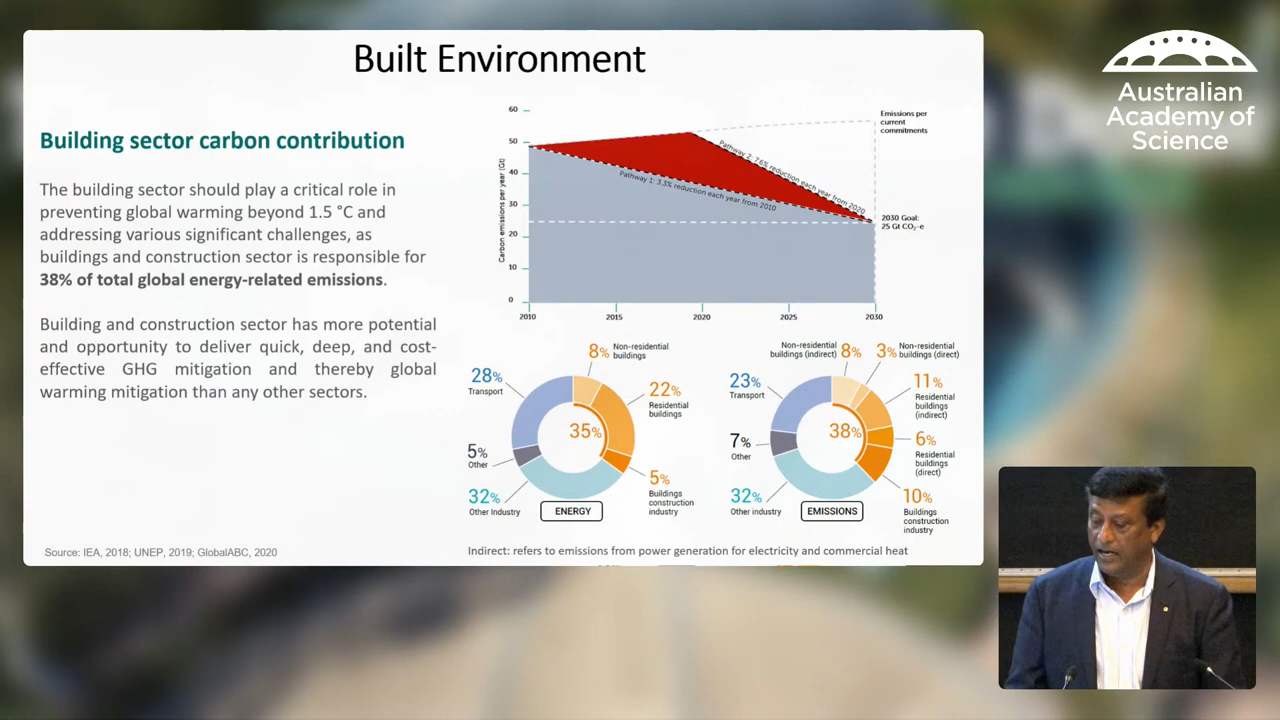 Built Environment
Australian
Academy of
Science
Building sector carbon contribution
The building sector should play a critical role in
preventing global warming beyond 1.5 °C and
addressing various significant challenges, as
buildings and construction sector is responsible for
38% of total global energy-related emissions.
Building and construction sector has more potential
and opportunity to deliver quick, deep, and cost-
effective GHG mitigation and thereby global
warming mitigation than any other sectors.
Source: IEA, 2018; UNEP, 2019; GlobalABC, 2020
Carbon emissions per year (Gt)
60
50
40
30
20
10
0
2010
2015
2020
2025
2030
Emissions per
current
commitments
Pathway 2: 7.6% reduction each year from 2020
Pathway 1: 3.3% reduction each year from 2010
2030 Goal:
25 Gt CO₂-e
8% Non-residential
buildings
28%
Transport
22%
Residential
buildings
35%
5%
Other
5%
Buildings
construction
industry
32%
Other Industry
ENERGY
Non-residential
buildings (indirect) 8%
3% Non-residential
buildings (direct)
23%
Transport
11%
Residential
buildings
(indirect)
38%
7%
Other
6%
Residential
buildings
(direct)
32%
Other industry
10%
Buildings
construction
industry
EMISSIONS
Indirect: refers to emissions from power generation for electricity and commercial heat